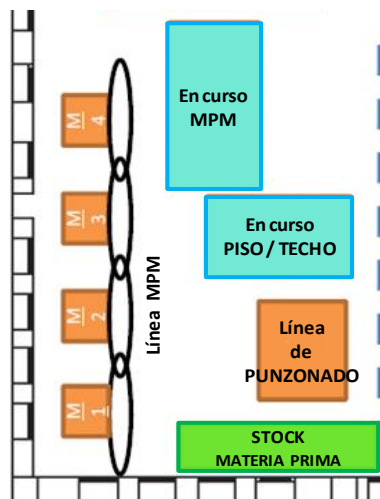 En curso
MPM
M
4
M
3
En curso
PISO / TECHO
Línea MPM
M
2
Línea
de
PUNZONADO
M
1
STOCK
MATERIA PRIMA